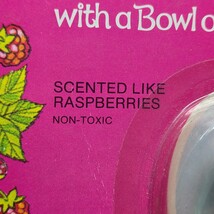 with a Bowl o
SCENTED LIKE
RASPBERRIES
NON-TOXIC